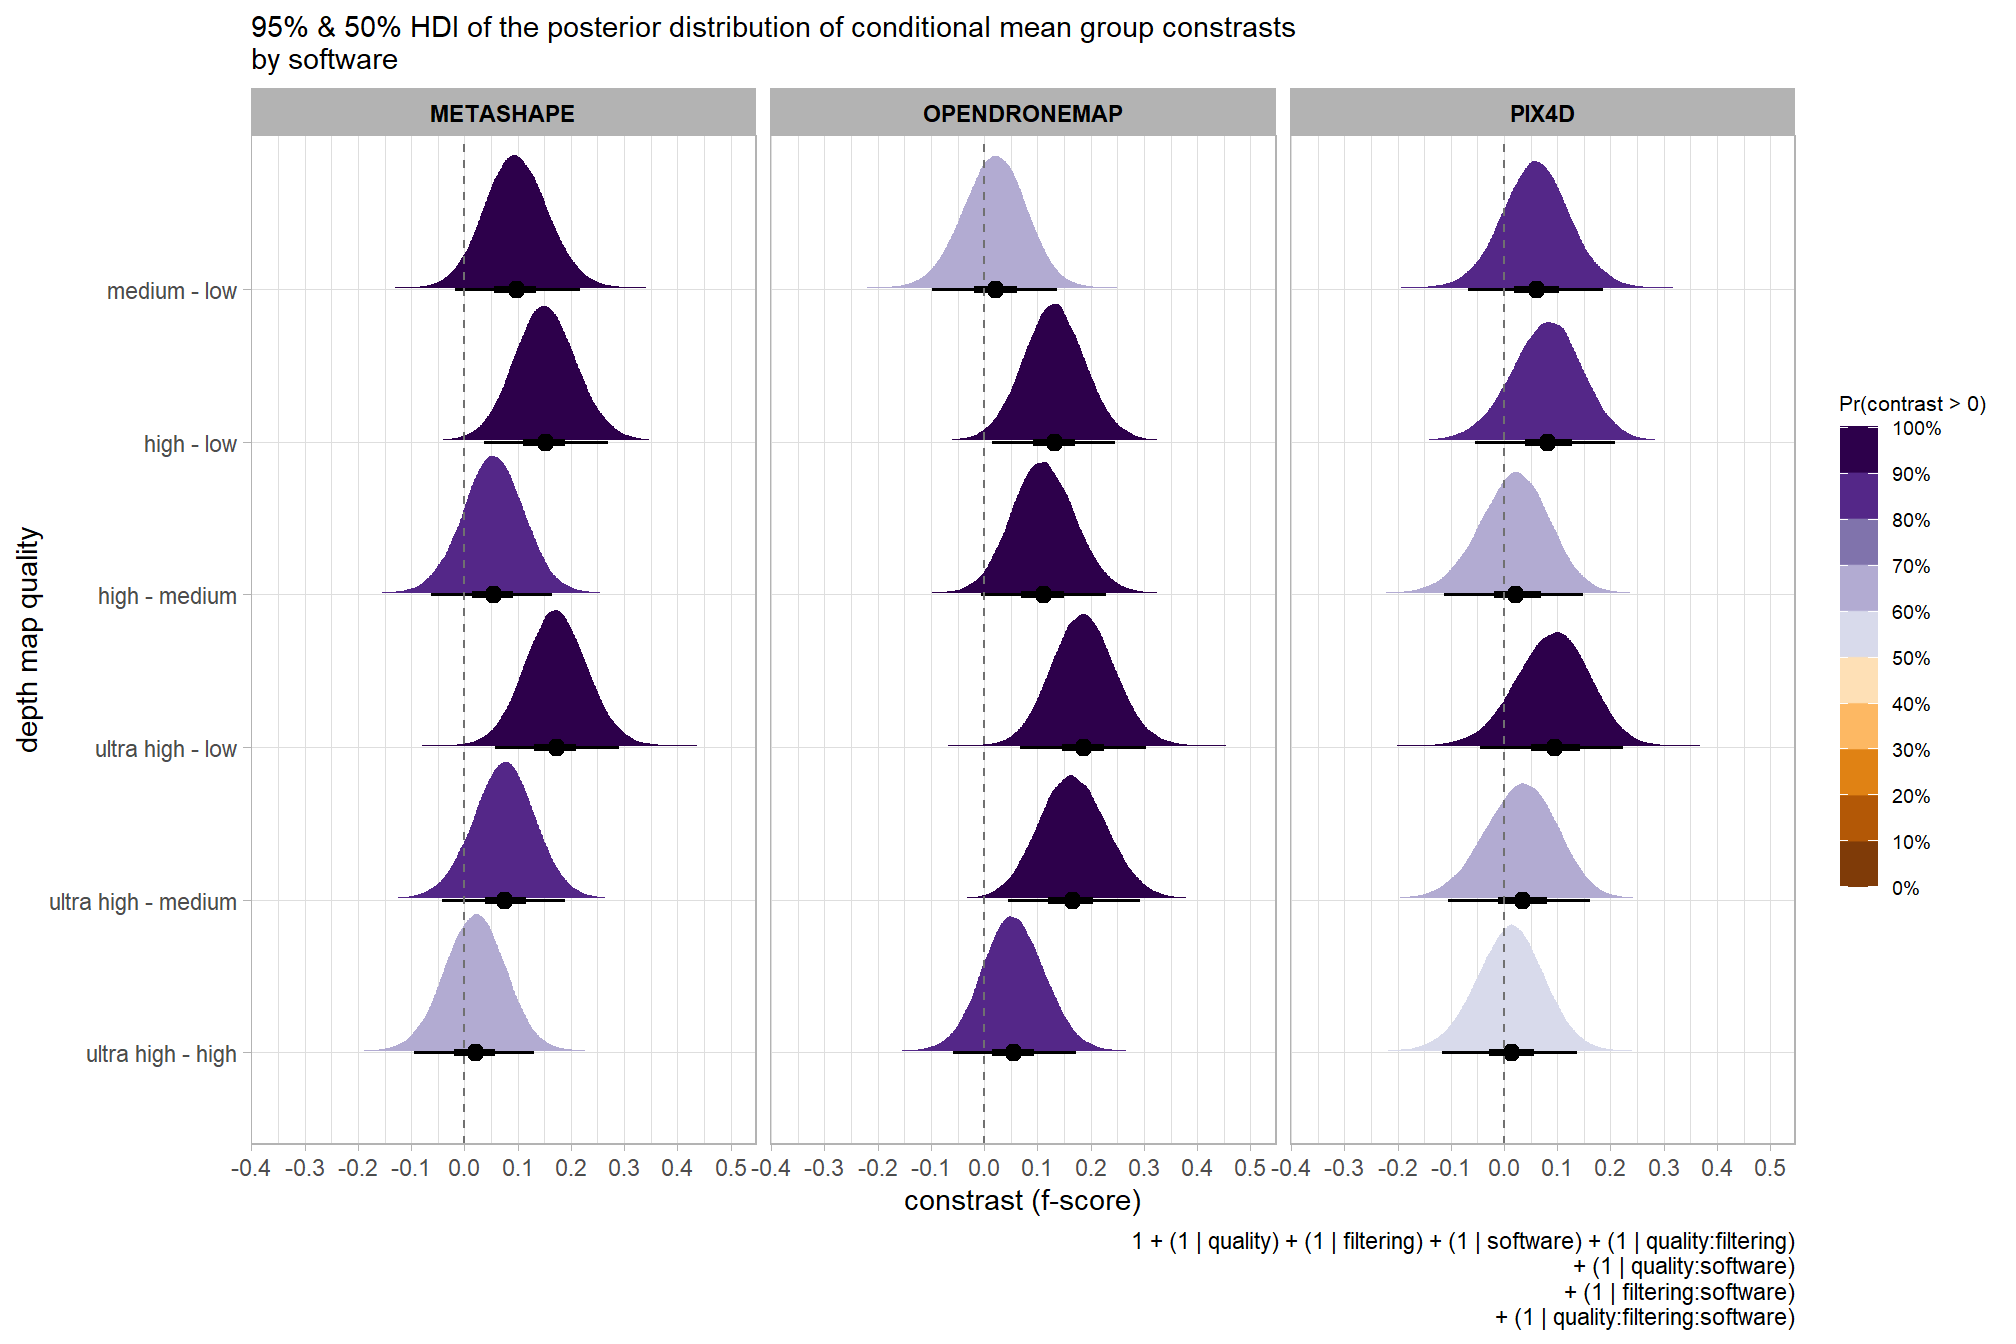 95% & 50% HDI of the posterior distribution of conditional mean group constrasts
by software
METASHAPE
OPENDRONEMAP
PIX4D
depth map quality
medium - low
high - low
high - medium
ultra high - low
ultra high - medium
ultra high - high
-0.4 -0.3 -0.2 -0.1 0.0 0.1 0.2 0.3 0.4 0.5
-0.4 -0.3 -0.2 -0.1 0.0 0.1 0.2 0.3 0.4 0.5
-0.4 -0.3 -0.2 -0.1 0.0 0.1 0.2 0.3 0.4 0.5
constrast (f-score)
Pr(contrast > 0)
100%
90%
80%
70%
60%
50%
40%
30%
20%
10%
0%
1 + (1 | quality) + (1 | filtering) + (1 | software) + (1 | quality:filtering)
+ (1 | quality:software)
+ (1 | filtering:software)
+ (1 | quality:filtering:software)